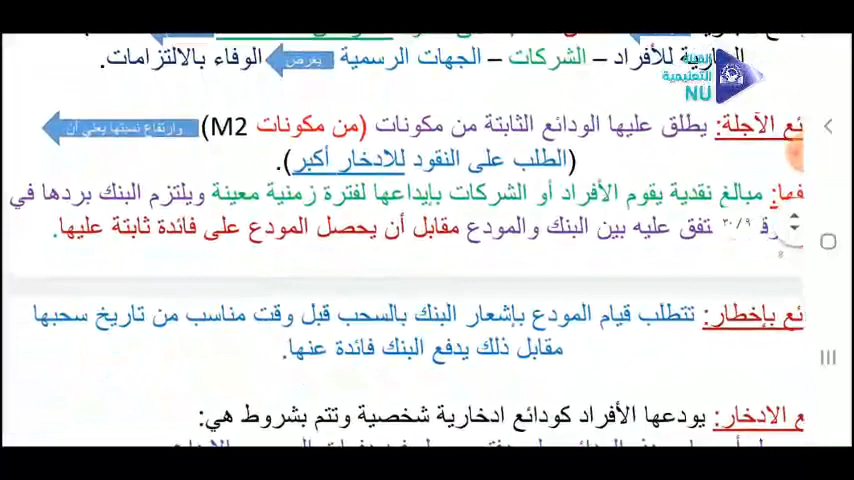 الجارية للأفراد – الشركات – الجهات الرسمية بغرض الوفاء بالالتزامات.
القناة التعليمية NU
ئع الآجلة: يطلق عليها الودائع الثابتة من مكونات (من مكونات M2) وارتفاع نسبتها يعني أن
(الطلب على النقود للادخار أكبر).
فها: مبالغ نقدية يقوم الأفراد أو الشركات بإيداعها لفترة زمنية معينة ويلتزم البنك بردها في
تفق عليه بين البنك والمودع مقابل أن يحصل المودع على فائدة ثابتة عليها.
٣٠/٩
ئع بإخطار: تتطلب قيام المودع بإشعار البنك بالسحب قبل وقت مناسب من تاريخ سحبها
مقابل ذلك يدفع البنك فائدة عنها.
ع الادخار: يودعها الأفراد كودائع ادخارية شخصية وتتم بشروط هي: